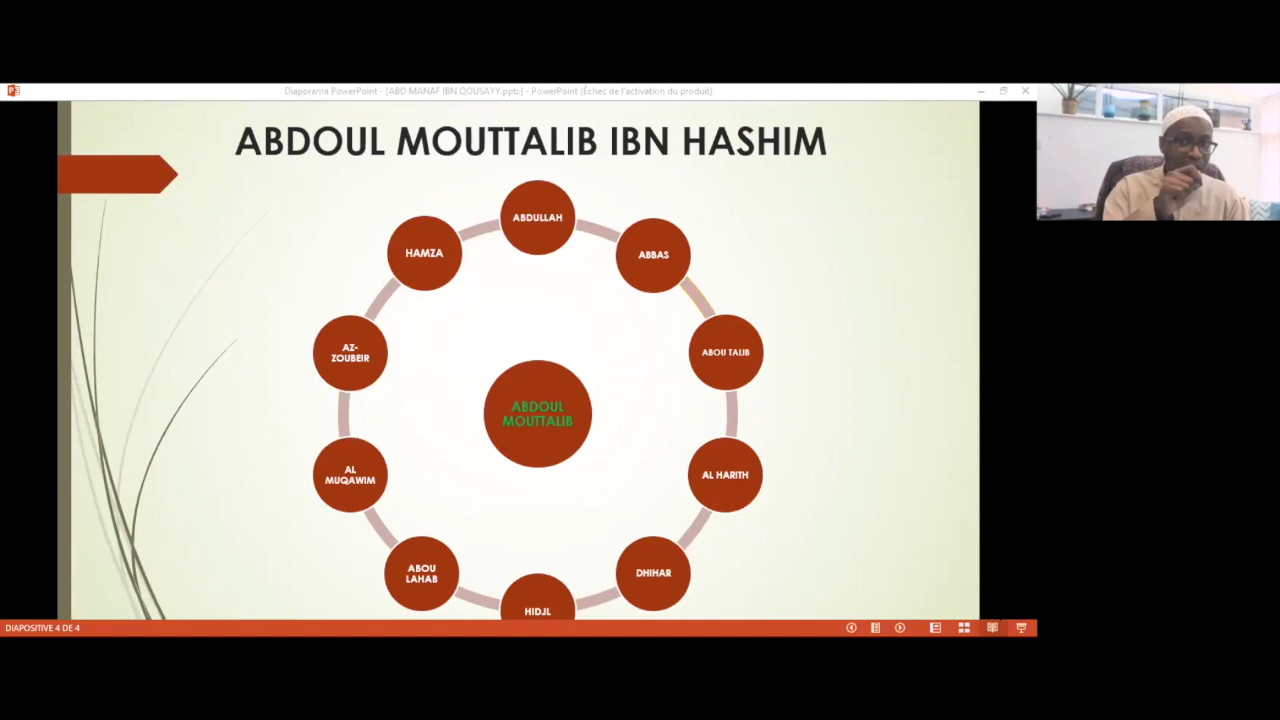 Diaporama PowerPoint - [ABD MANAF IBN QOUSAYY.pptx] - PowerPoint (Échec de l'activation du produit)
ABDOUL MOUTTALIB IBN HASHIM
ABDULLAH
HAMZA
ABBAS
AZ-
ZOUBEIR
ABOU TALIB
ABDOUL
MOUTTALIB
AL
MUQAWIM
AL HARITH
ABOU
LAHAB
DHIHAR
HIDJL
DIAPOSITIVE 4 DE 4